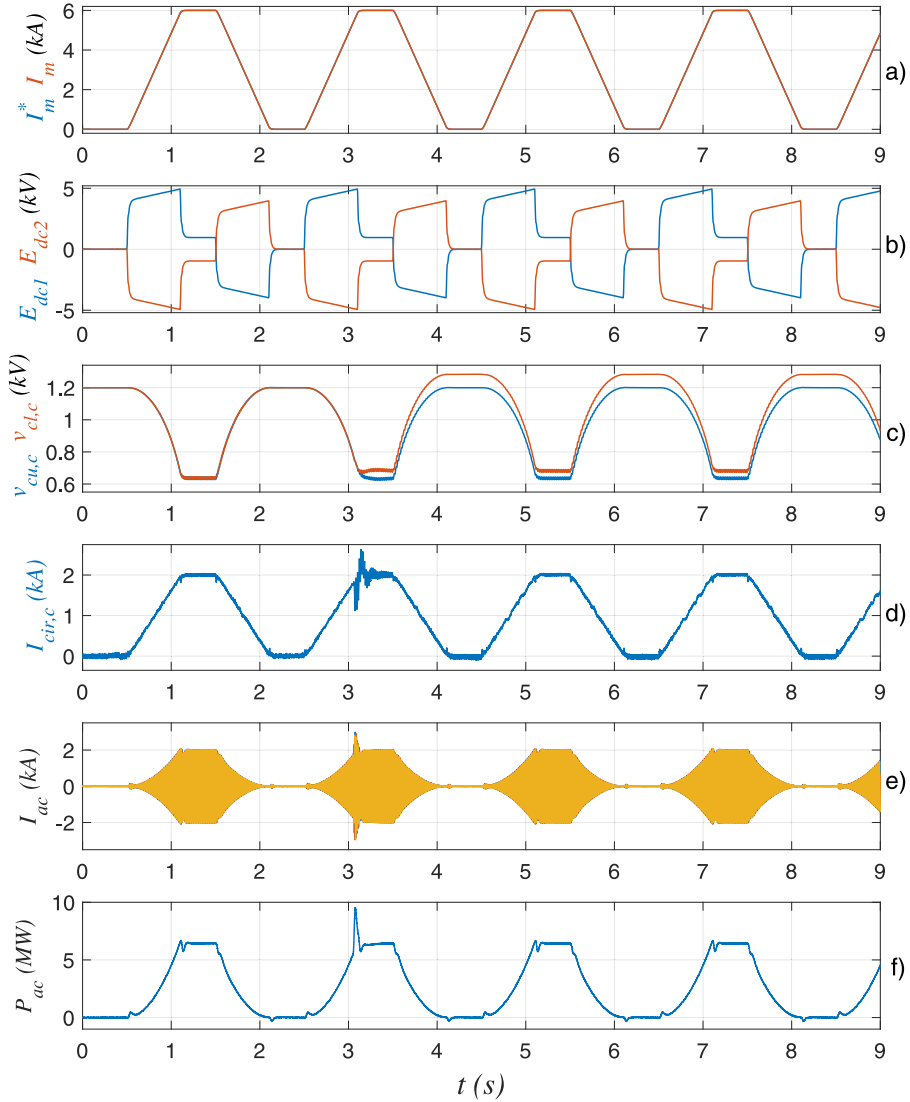 I*m Im (kA)
6
4
2
0
a)
0 1 2 3 4 5 6 7 8 9
Edc1 Edc2 (kV)
5
0
-5
b)
0 1 2 3 4 5 6 7 8 9
vcu,c vcl,c (kV)
1.2
1
0.8
0.6
c)
0 1 2 3 4 5 6 7 8 9
Icir,c (kA)
2
1
0
d)
0 1 2 3 4 5 6 7 8 9
Iac (kA)
2
0
-2
e)
0 1 2 3 4 5 6 7 8 9
Pac (MW)
10
5
0
f)
0 1 2 3 4 5 6 7 8 9
t (s)